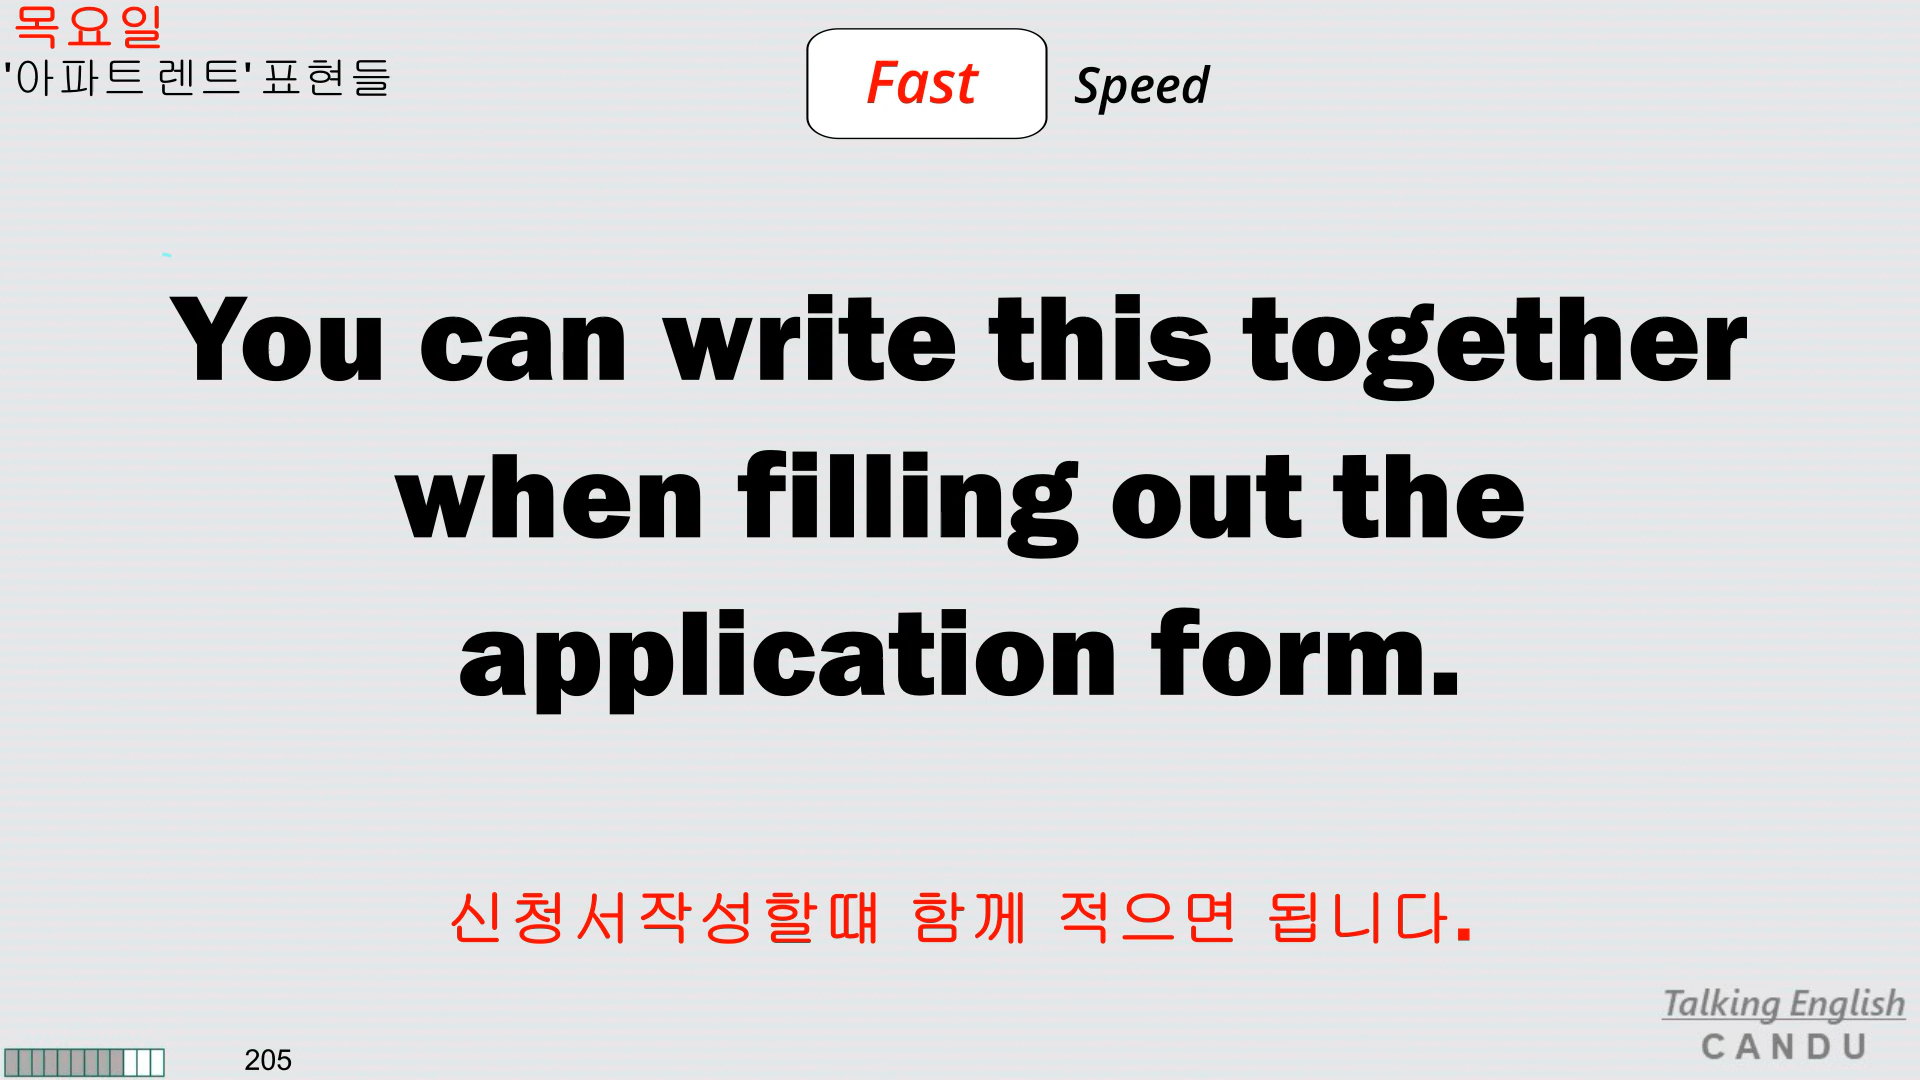 목요일
'아파트 렌트' 표현들
Fast Speed
You can write this together
when filling out the
application form.
신청서작성할떄 함께 적으면 됩니다.
Talking English
CANDU
205